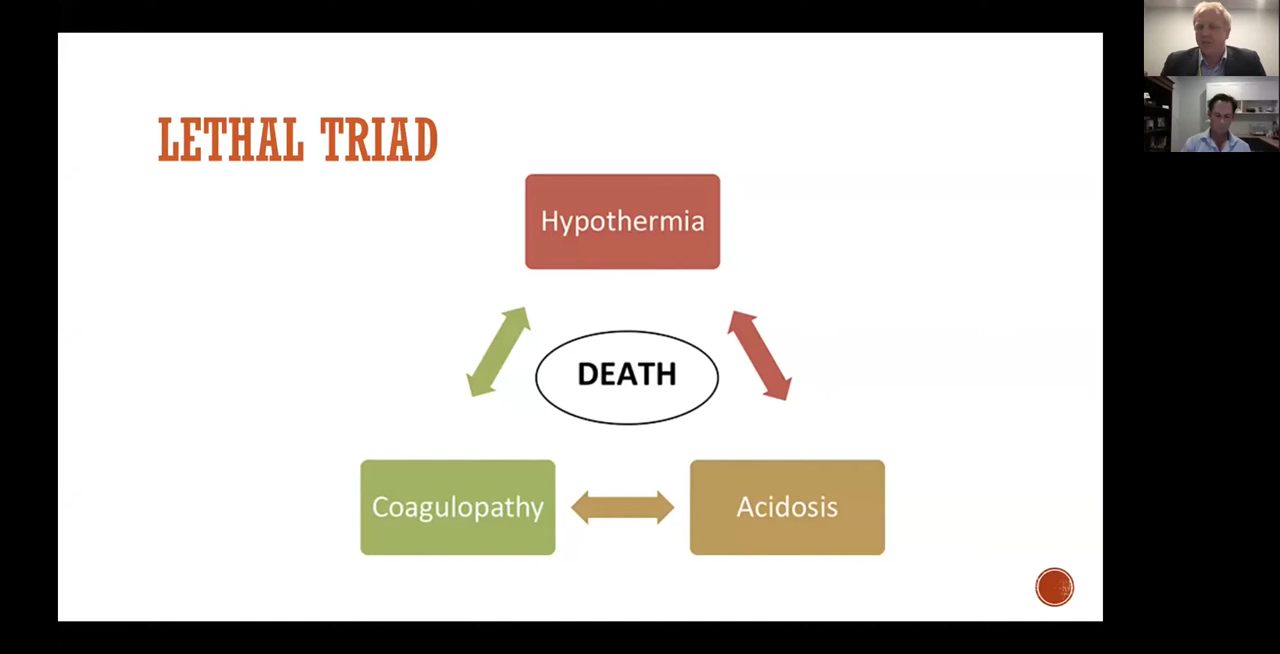 LETHAL TRIAD
Hypothermia
DEATH
Coagulopathy
Acidosis